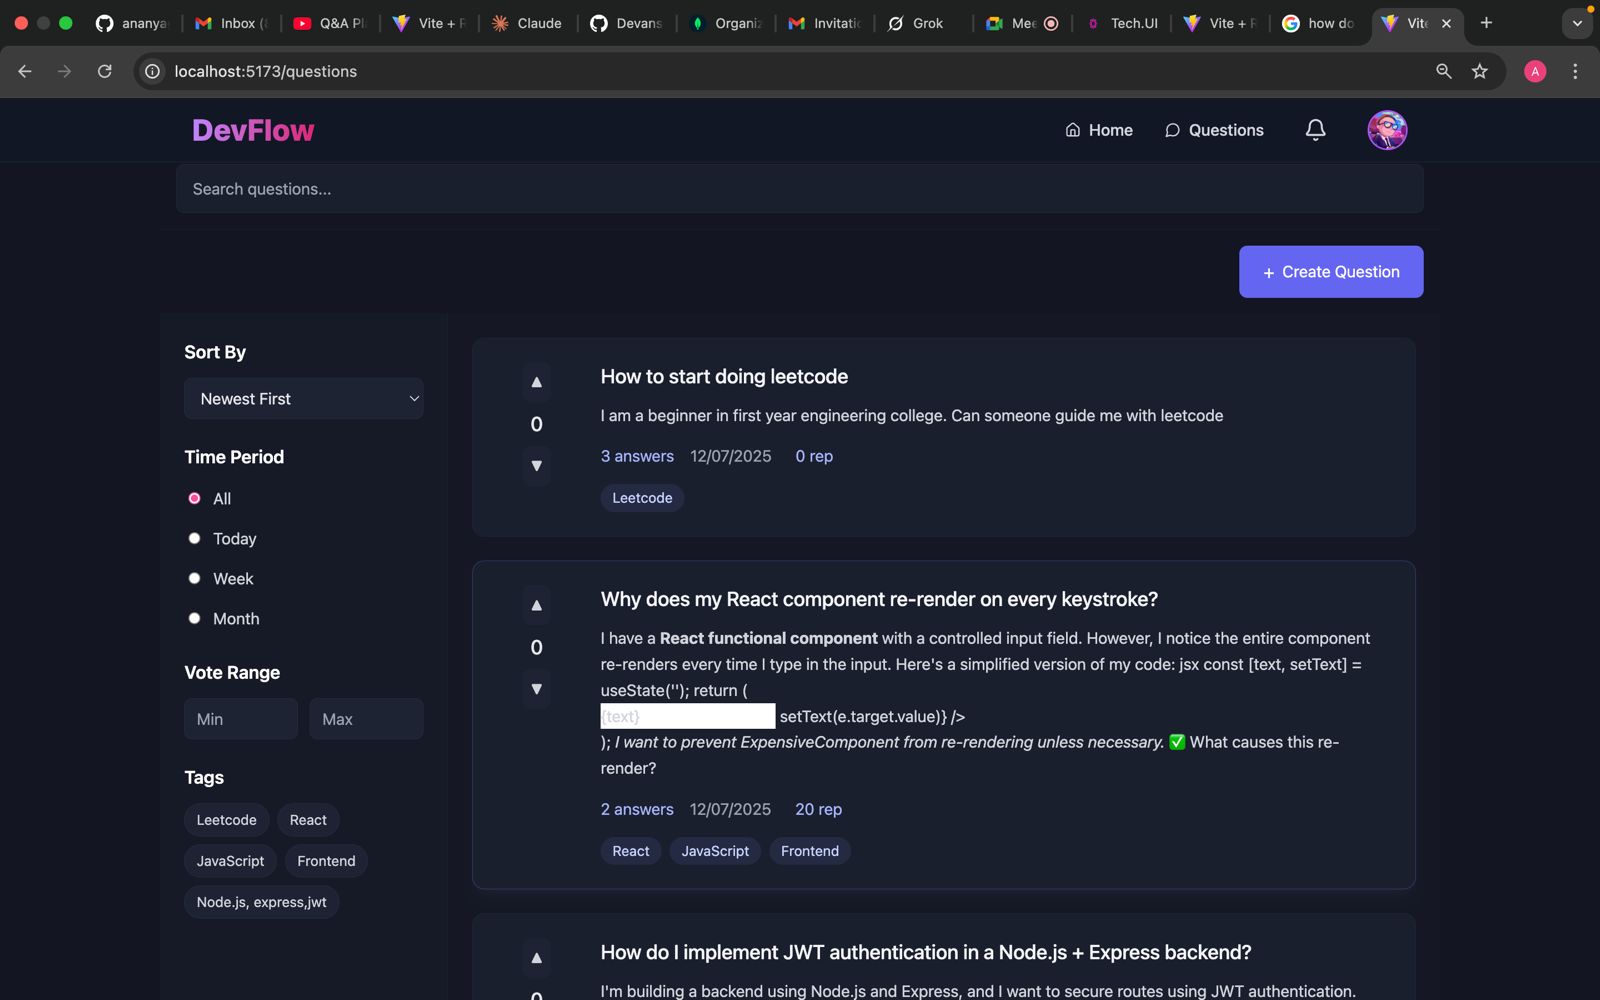 ananya
Inbox (
Q&A Pl
Vite + R
Claude
Devans
Organiz
Invitatio
Grok
Mee
Tech.UI
Vite + R
how do
Vite
localhost:5173/questions
A
DevFlow
Home
Questions
Search questions...
+ Create Question
Sort By
Newest First
Time Period
All
Today
Week
Month
Vote Range
Min
Max
Tags
Leetcode
React
JavaScript
Frontend
Node.js, express,jwt
▲
0
▼
How to start doing leetcode
I am a beginner in first year engineering college. Can someone guide me with leetcode
3 answers 12/07/2025 0 rep
Leetcode
▲
0
▼
Why does my React component re-render on every keystroke?
I have a React functional component with a controlled input field. However, I notice the entire component
re-renders every time I type in the input. Here's a simplified version of my code: jsx const [text, setText] =
useState(''); return (
{text} setText(e.target.value)} />
); I want to prevent ExpensiveComponent from re-rendering unless necessary. ✅ What causes this re-
render?
2 answers 12/07/2025 20 rep
React JavaScript Frontend
▲
0
How do I implement JWT authentication in a Node.js + Express backend?
I'm building a backend using Node.js and Express, and I want to secure routes using JWT authentication.